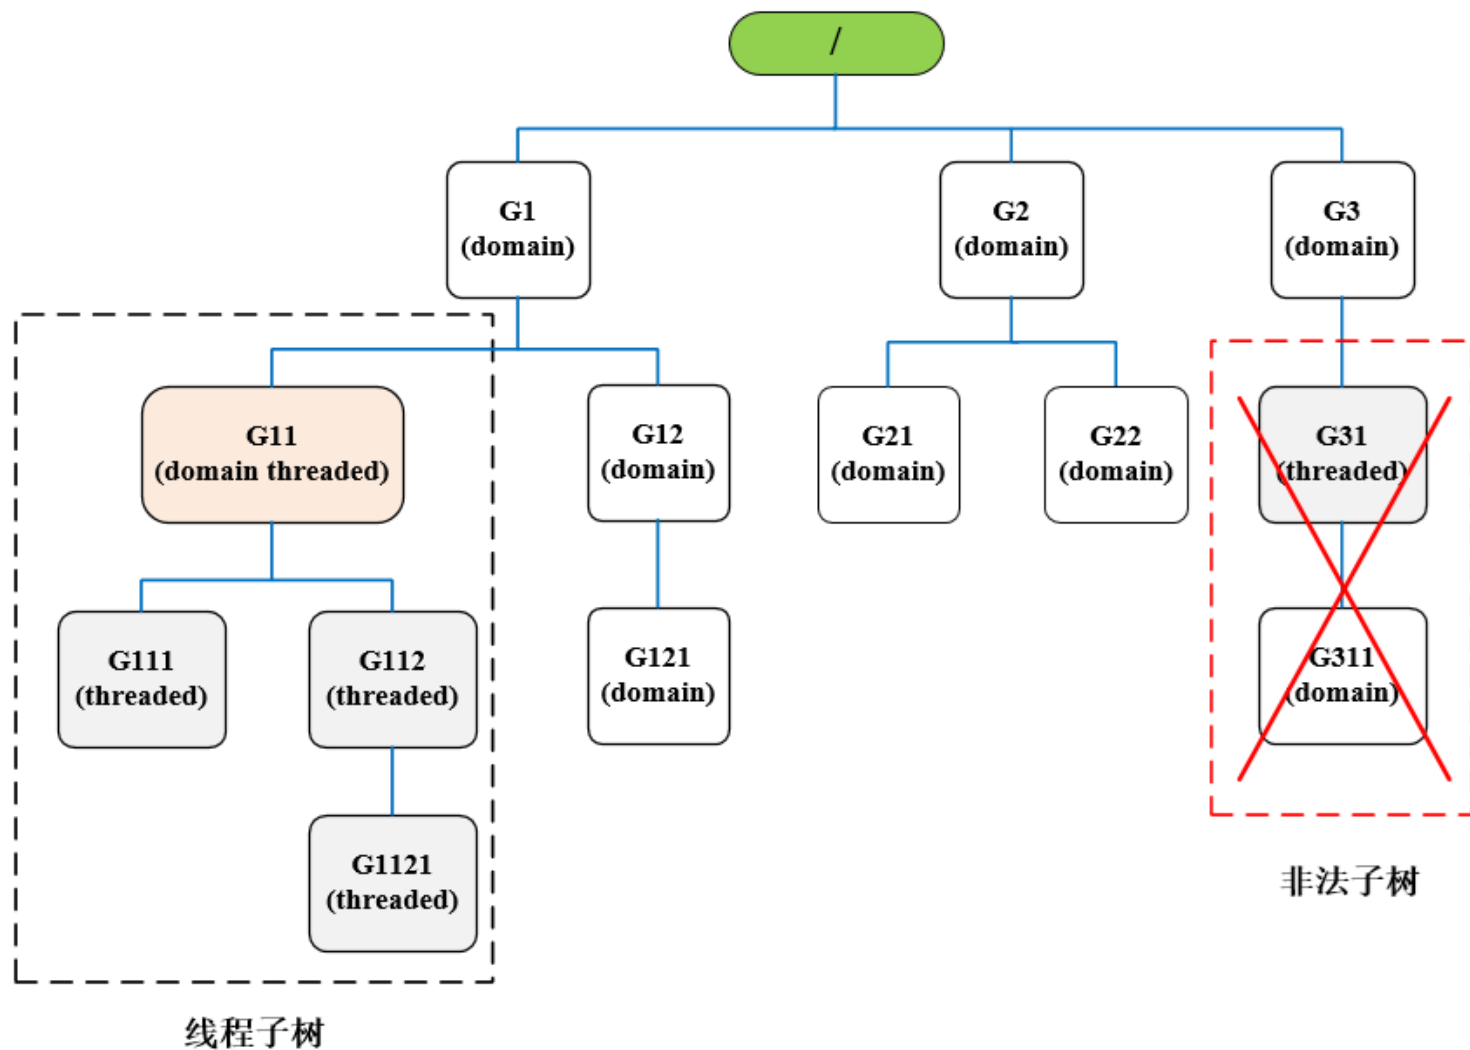 /
G1
(domain)
G2
(domain)
G3
(domain)
G11
(domain threaded)
G12
(domain)
G21
(domain)
G22
(domain)
G31
(threaded)
G111
(threaded)
G112
(threaded)
G121
(domain)
G311
(domain)
G1121
(threaded)
非法子树
线程子树